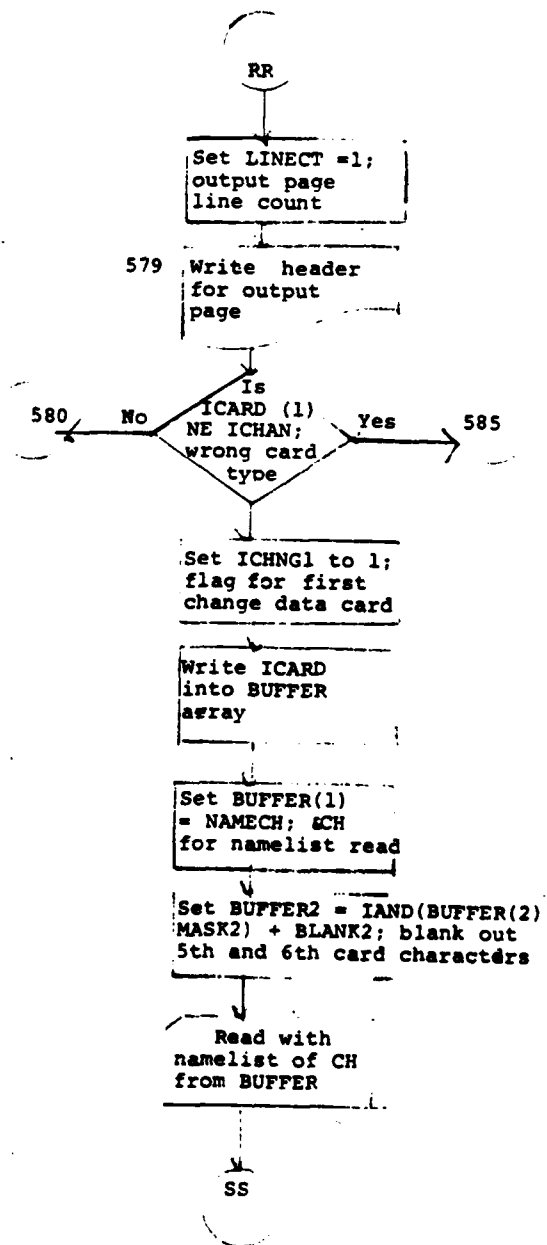 RR
Set LINECT =1;
output page
line count
579
Write header
for output
page
Is
ICARD (1)
NE ICHAN;
wrong card
type
580
No
Yes
585
Set ICHNG1 to 1;
flag for first
change data card
Write ICARD
into BUFFER
array
Set BUFFER(1)
= NAMECH; &CH
for namelist read
Set BUFFER2 = IAND(BUFFER(2)
MASK2) + BLANK2; blank out
5th and 6th card characters
Read with
namelist of CH
from BUFFER
SS